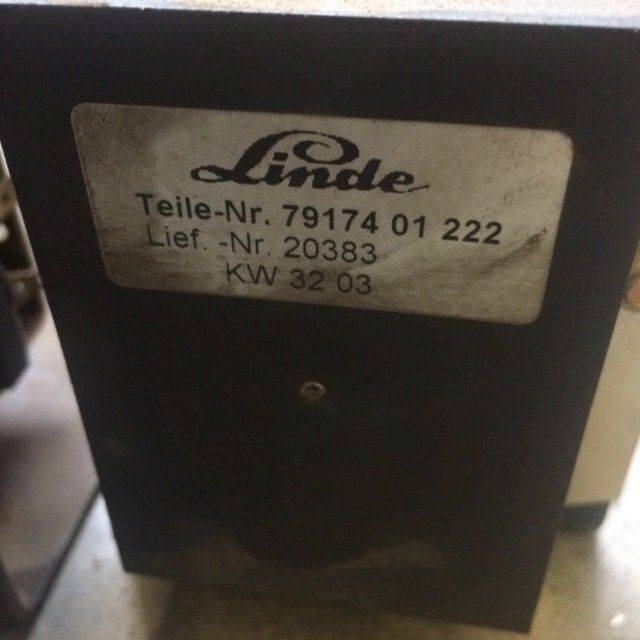 Linde
Teile-Nr. 79174 01 222
Lief. -Nr. 20383
KW 32 03